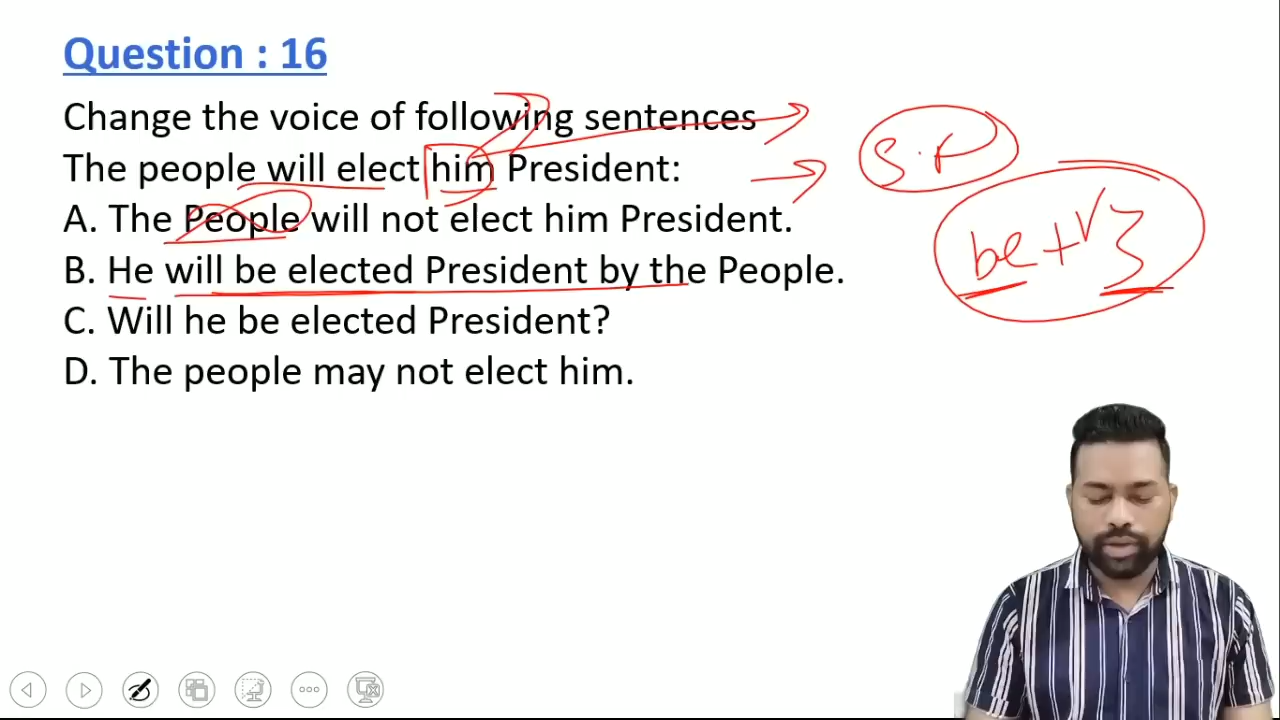 Question : 16
Change the voice of following sentences
The people will elect him President:
A. The People will not elect him President.
B. He will be elected President by the People.
C. Will he be elected President?
D. The people may not elect him.
S.P
be + V3